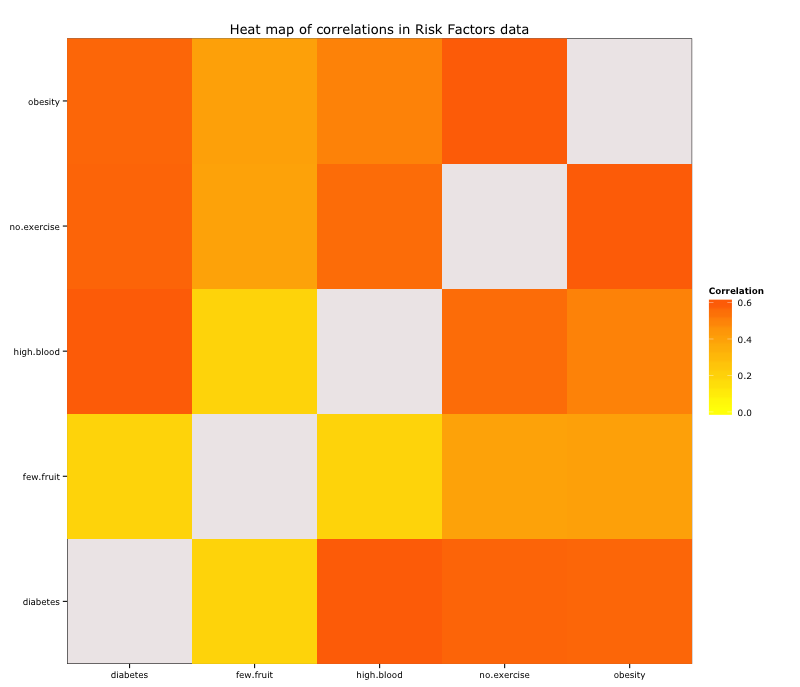 Heat map of correlations in Risk Factors data
obesity
no.exercise
high.blood
few.fruit
diabetes
diabetes
few.fruit
high.blood
no.exercise
obesity
Correlation
0.6
0.4
0.2
0.0